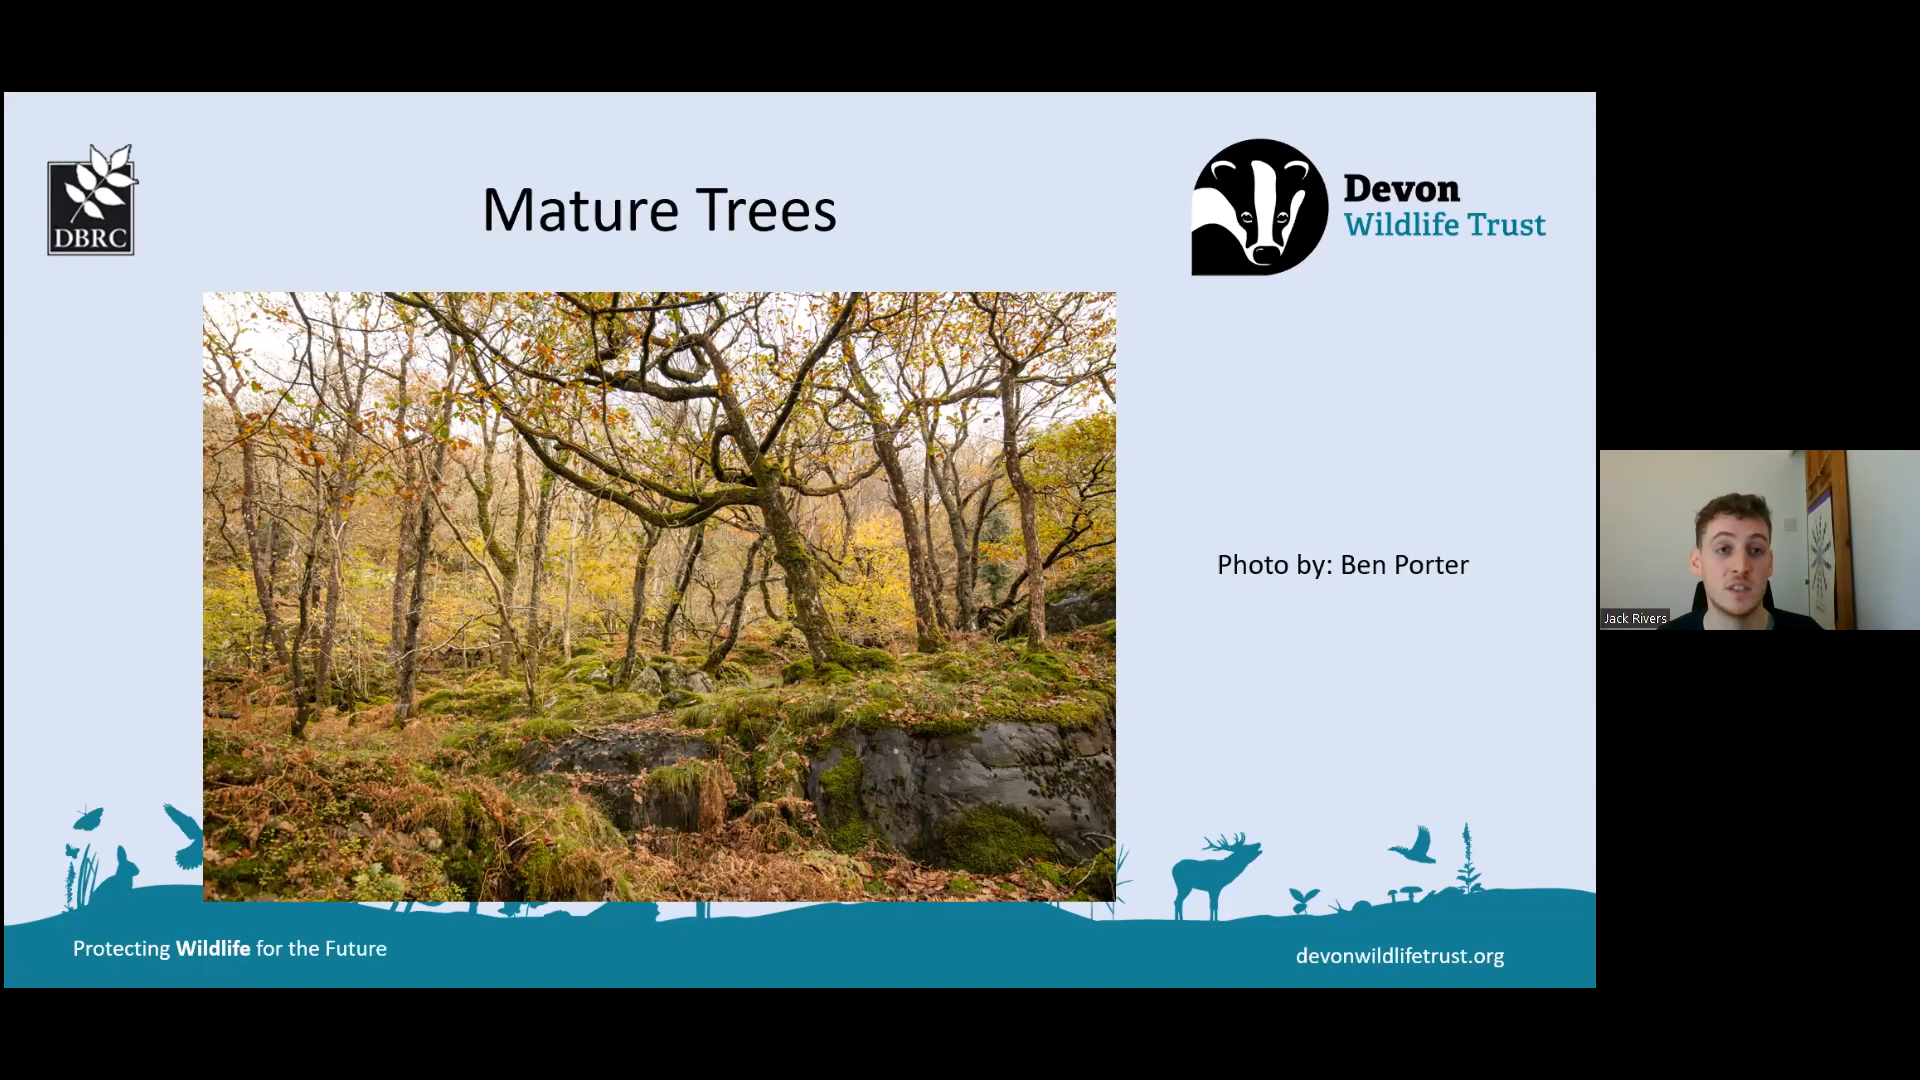 DBRC
Mature Trees
Devon
Wildlife Trust
Photo by: Ben Porter
Jack Rivers
Protecting Wildlife for the Future
devonwildlifetrust.org